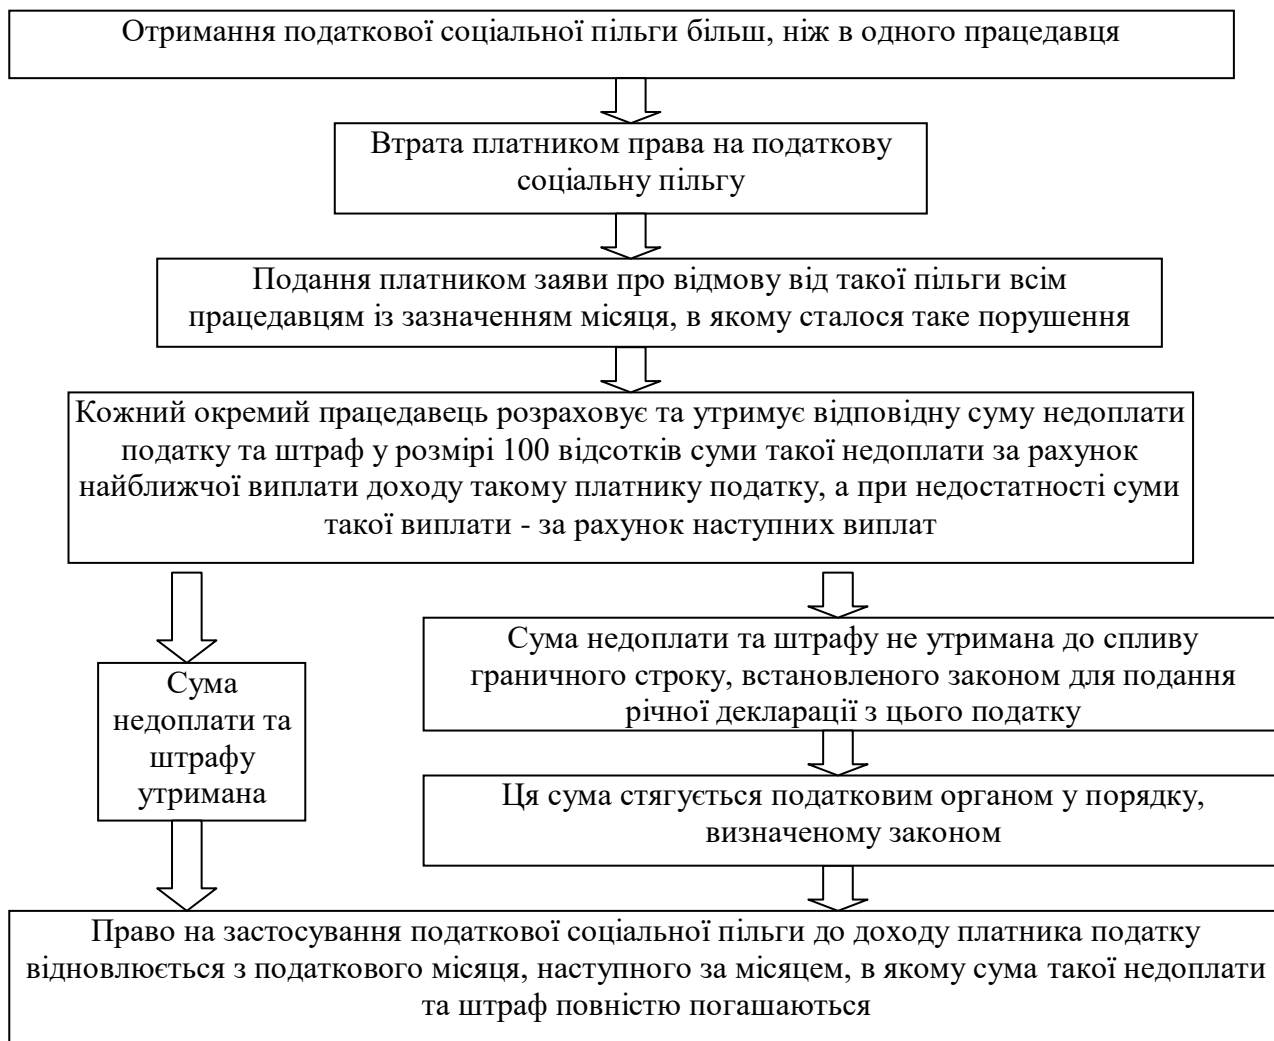 Отримання податкової соціальної пільги більш, ніж в одного працедавця
Втрата платником права на податкову
соціальну пільгу
Подання платником заяви про відмову від такої пільги всім
працедавцям із зазначенням місяця, в якому сталося таке порушення
Кожний окремий працедавець розраховує та утримує відповідну суму недоплати
податку та штраф у розмірі 100 відсотків суми такої недоплати за рахунок
найближчої виплати доходу такому платнику податку, а при недостатності суми
такої виплати - за рахунок наступних виплат
Сума
недоплати та
штрафу
утримана
Сума недоплати та штрафу не утримана до спливу
граничного строку, встановленого законом для подання
річної декларації з цього податку
Ця сума стягується податковим органом у порядку,
визначеному законом
Право на застосування податкової соціальної пільги до доходу платника податку
відновлюється з податкового місяця, наступного за місяцем, в якому сума такої недоплати
та штраф повністю погашаються